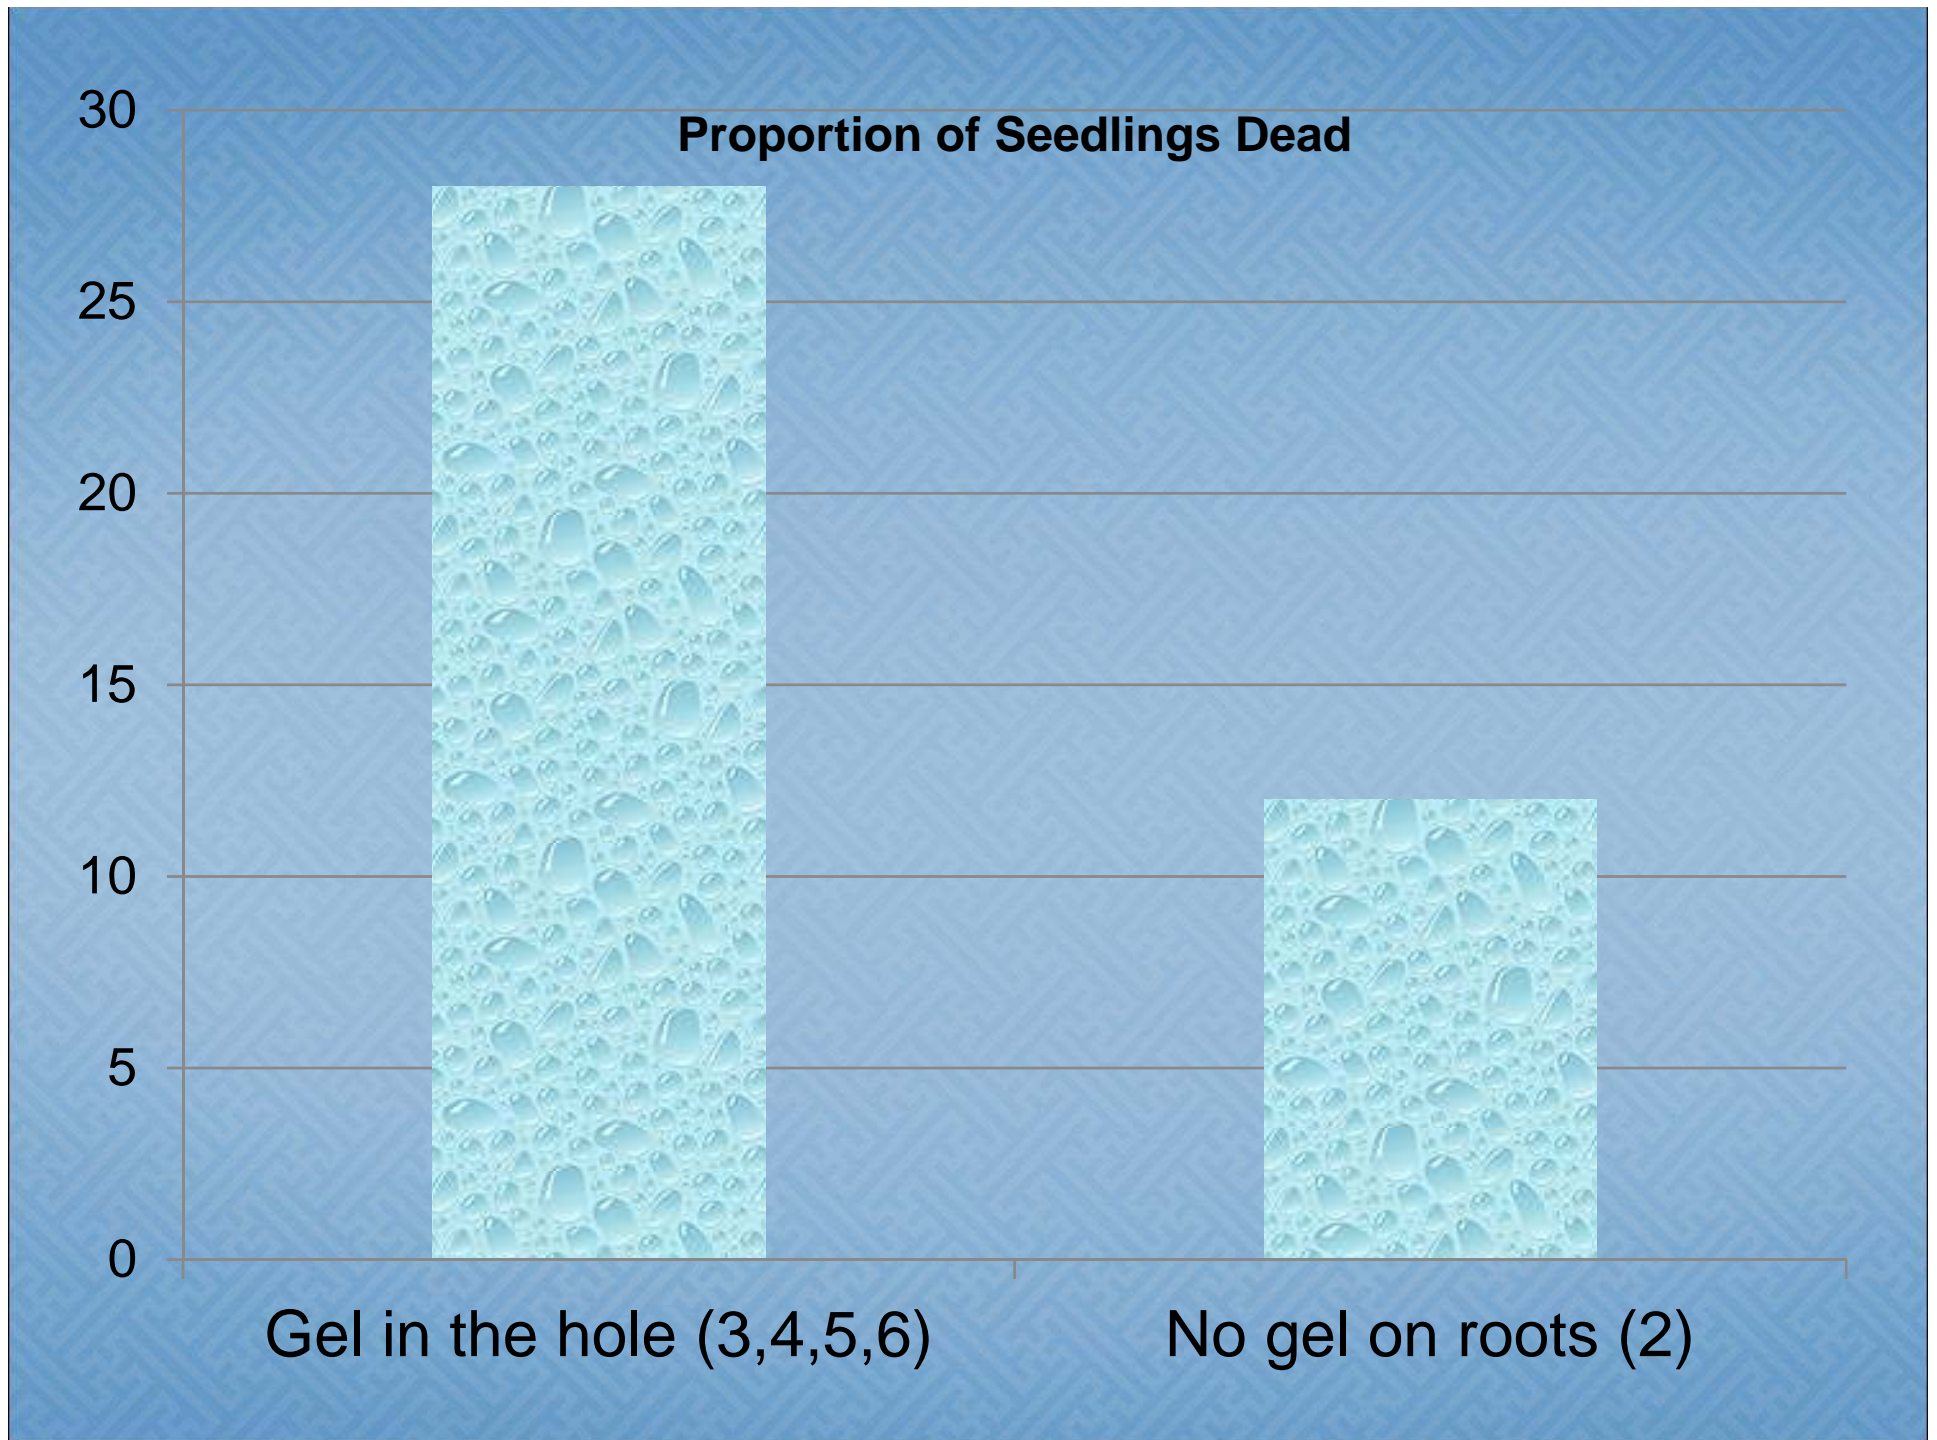 Proportion of Seedlings Dead
30
25
20
15
10
5
0
Gel in the hole (3,4,5,6)
No gel on roots (2)